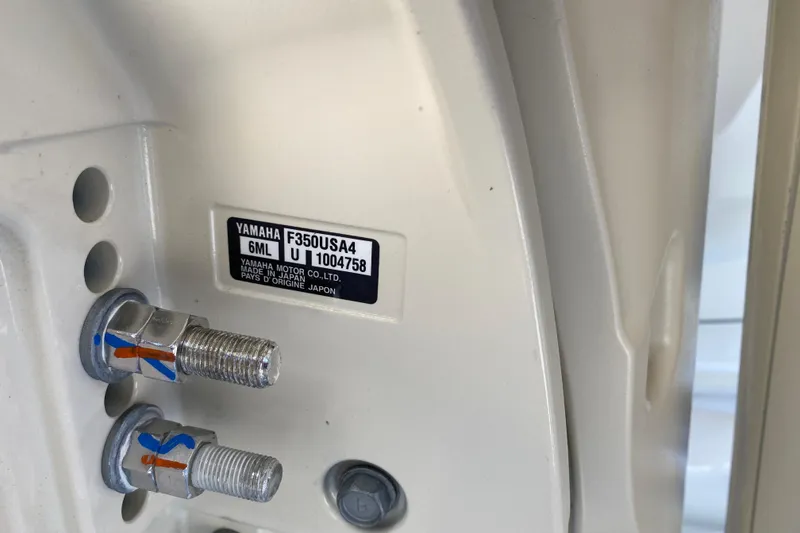 YAMAHA F350USA4
6ML U 1004758
YAMAHA MOTOR CO.,LTD.
MADE IN JAPAN
PAYS D'ORIGINE JAPON